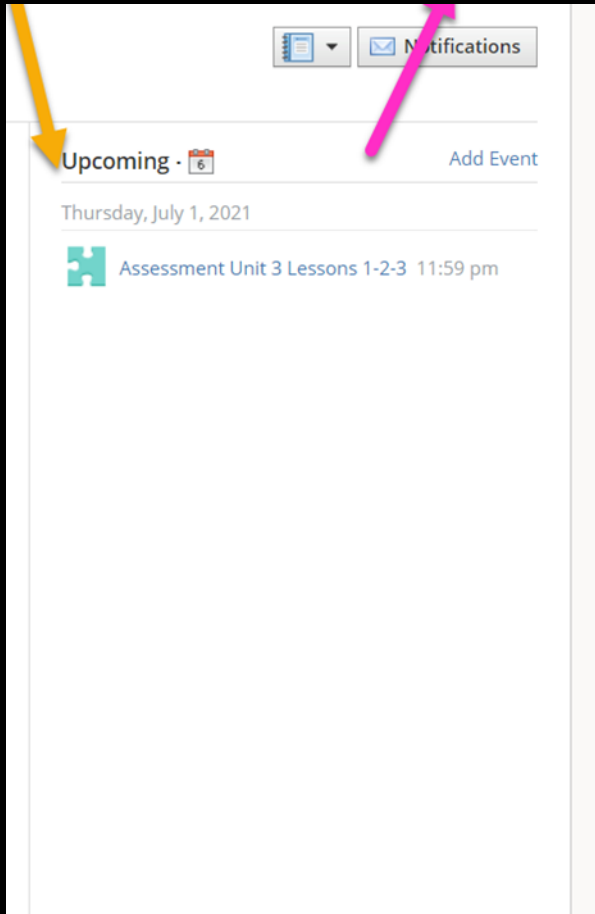 Notifications
Upcoming · 6
Add Event
Thursday, July 1, 2021
Assessment Unit 3 Lessons 1-2-3 11:59 pm